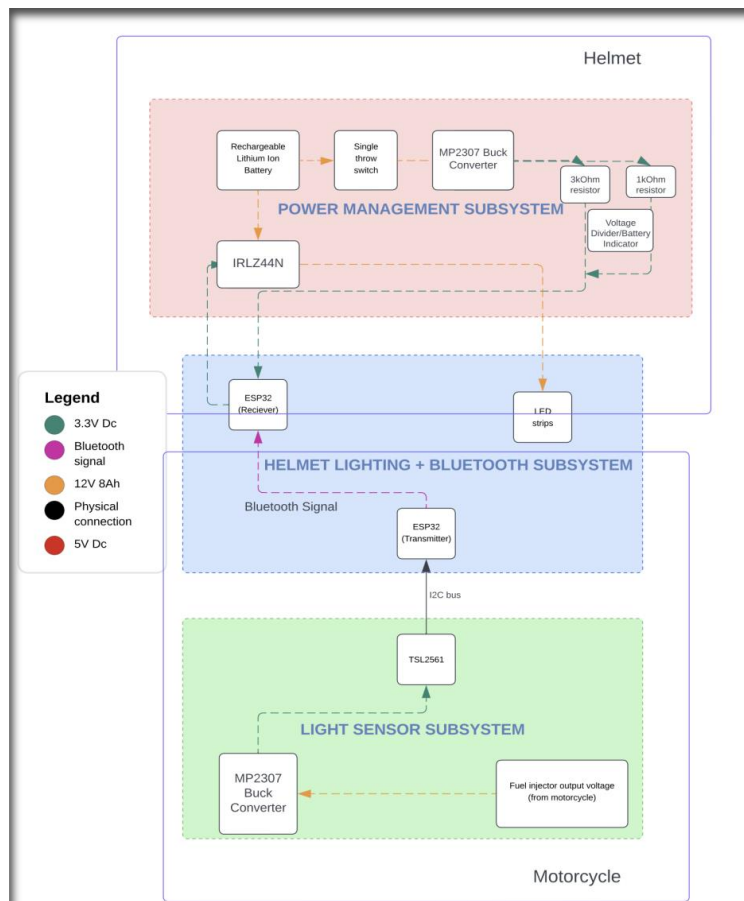 Helmet
Rechargeable
Lithium Ion
Battery
Single
throw
switch
MP2307 Buck
Converter
3kOhm
resistor
1kOhm
resistor
POWER MANAGEMENT SUBSYSTEM
Voltage
Divider/Battery
Indicator
IRLZ44N
Legend
3.3V Dc
Bluetooth
signal
12V 8Ah
Physical
connection
5V Dc
ESP32
(Reciever)
LED
strips
HELMET LIGHTING + BLUETOOTH SUBSYSTEM
Bluetooth Signal
ESP32
(Transmitter)
I2C bus
TSL2561
LIGHT SENSOR SUBSYSTEM
MP2307
Buck
Converter
Fuel injector output voltage
(from motorcycle)
Motorcycle